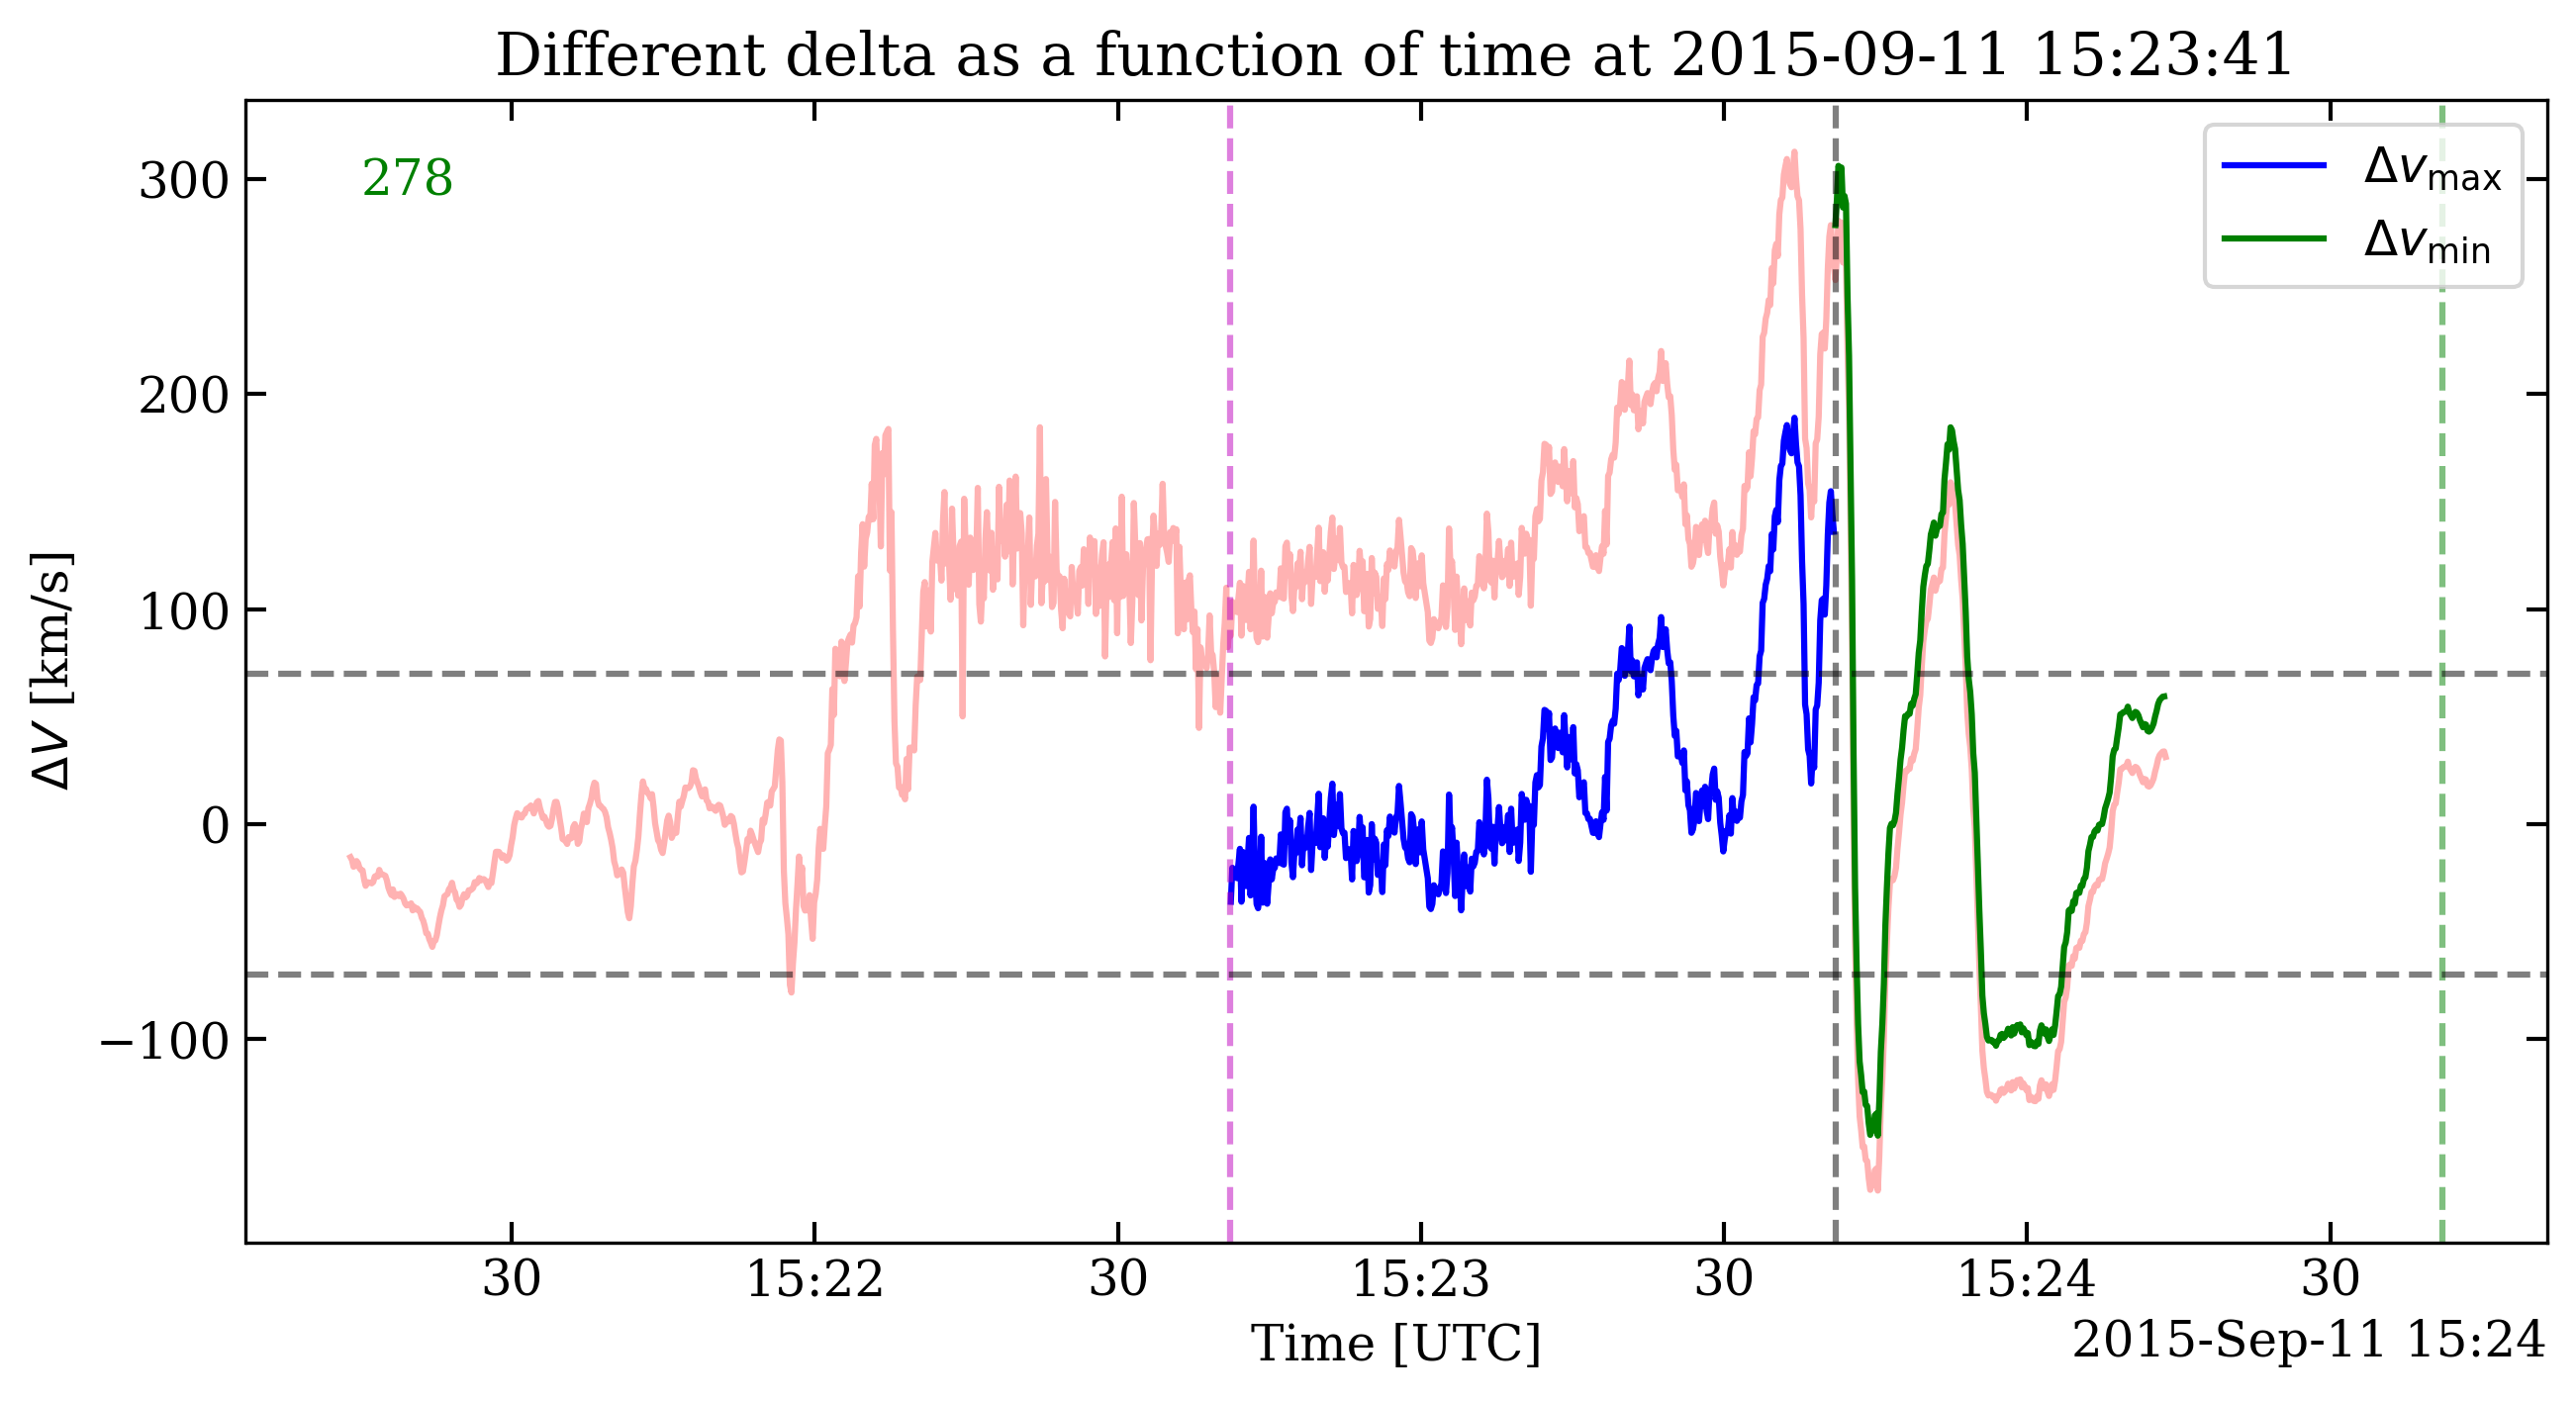 Different delta as a function of time at 2015-09-11 15:23:41
278
Δv_max
Δv_min
300
200
100
0
−100
ΔV [km/s]
30 15:22 30 15:23 30 15:24 30
Time [UTC]
2015-Sep-11 15:24